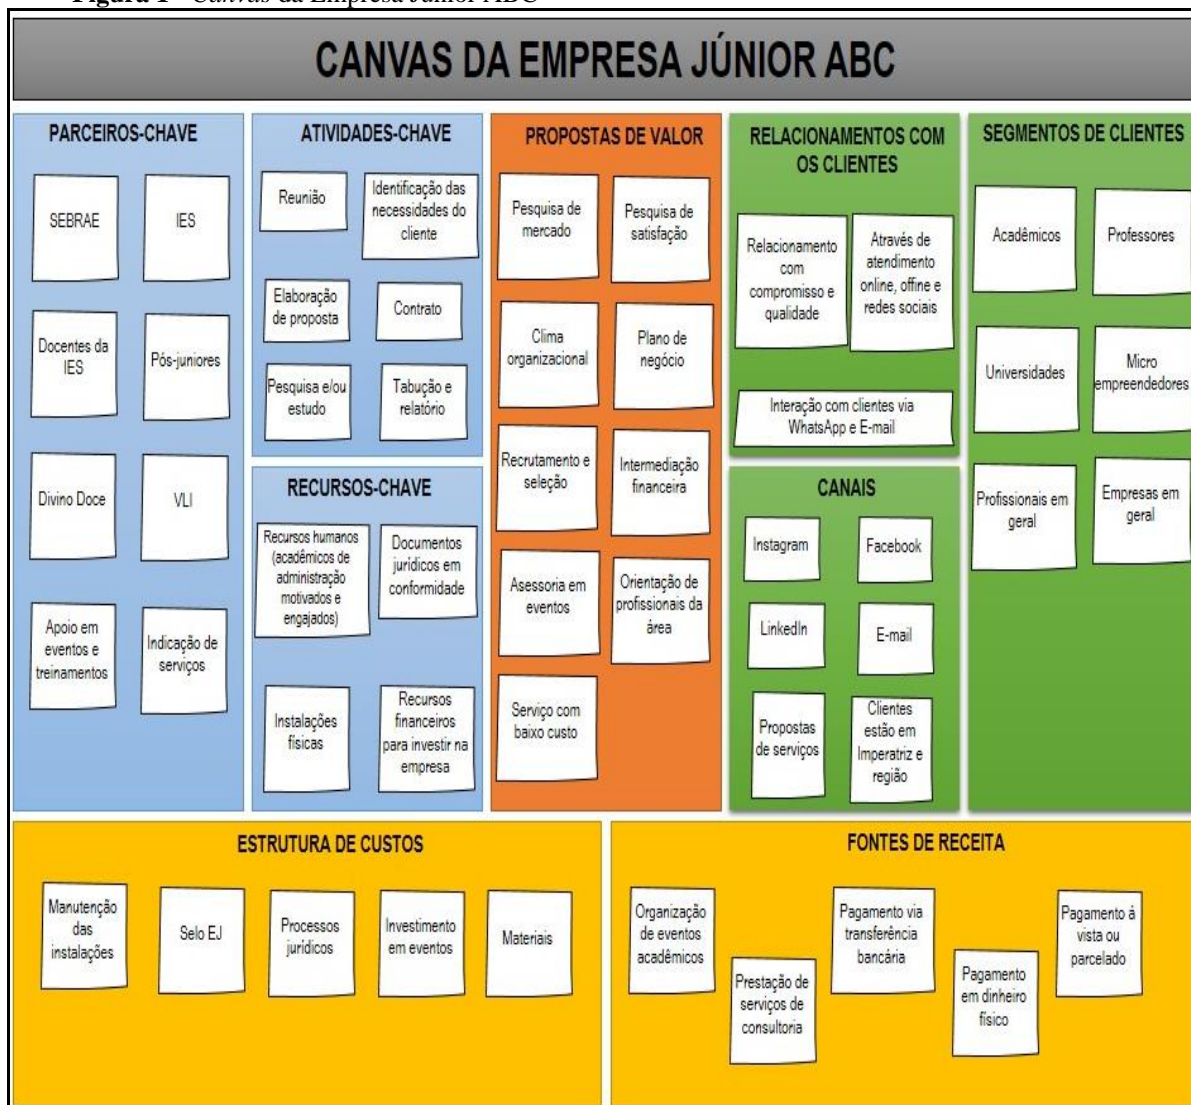 Figura 1 - Canvas da Empresa Júnior ABC
CANVAS DA EMPRESA JÚNIOR ABC
PARCEIROS-CHAVE
SEBRAE
IES
Docentes da
IES
Pós-juniores
Divino Doce
VLI
Apoio em
eventos e
treinamentos
Indicação de
serviços
ATIVIDADES-CHAVE
Reunião
Identificação das
necessidades do
cliente
Elaboração
de proposta
Contrato
Pesquisa e/ou
estudo
Tabução e
relatório
RECURSOS-CHAVE
Recursos humanos
(acadêmicos de
administração
motivados e
engajados)
Documentos
jurídicos em
conformidade
Instalações
físicas
Recursos
financeiros
para investir na
empresa
PROPOSTAS DE VALOR
Pesquisa de
mercado
Pesquisa de
satisfação
Clima
organizacional
Plano de
negócio
Recrutamento e
seleção
Intermediação
financeira
Asessoria em
eventos
Orientação de
profissionais da
área
Serviço com
baixo custo
RELACIONAMENTOS COM
OS CLIENTES
Relacionamento
com
compromisso e
qualidade
Através de
atendimento
online, offine e
redes sociais
Interação com clientes via
WhatsApp e E-mail
CANAIS
Instagram
Facebook
LinkedIn
E-mail
Propostas
de serviços
Clientes
estão em
Imperatriz e
região
SEGMENTOS DE CLIENTES
Acadêmicos
Professores
Universidades
Micro
empreendedores
Profissionais em
geral
Empresas em
geral
ESTRUTURA DE CUSTOS
Manutenção
das
instalações
Selo EJ
Processos
jurídicos
Investimento
em eventos
Materiais
FONTES DE RECEITA
Organização
de eventos
acadêmicos
Prestação de
serviços de
consultoria
Pagamento via
transferência
bancária
Pagamento
em dinheiro
físico
Pagamento à
vista ou
parcelado